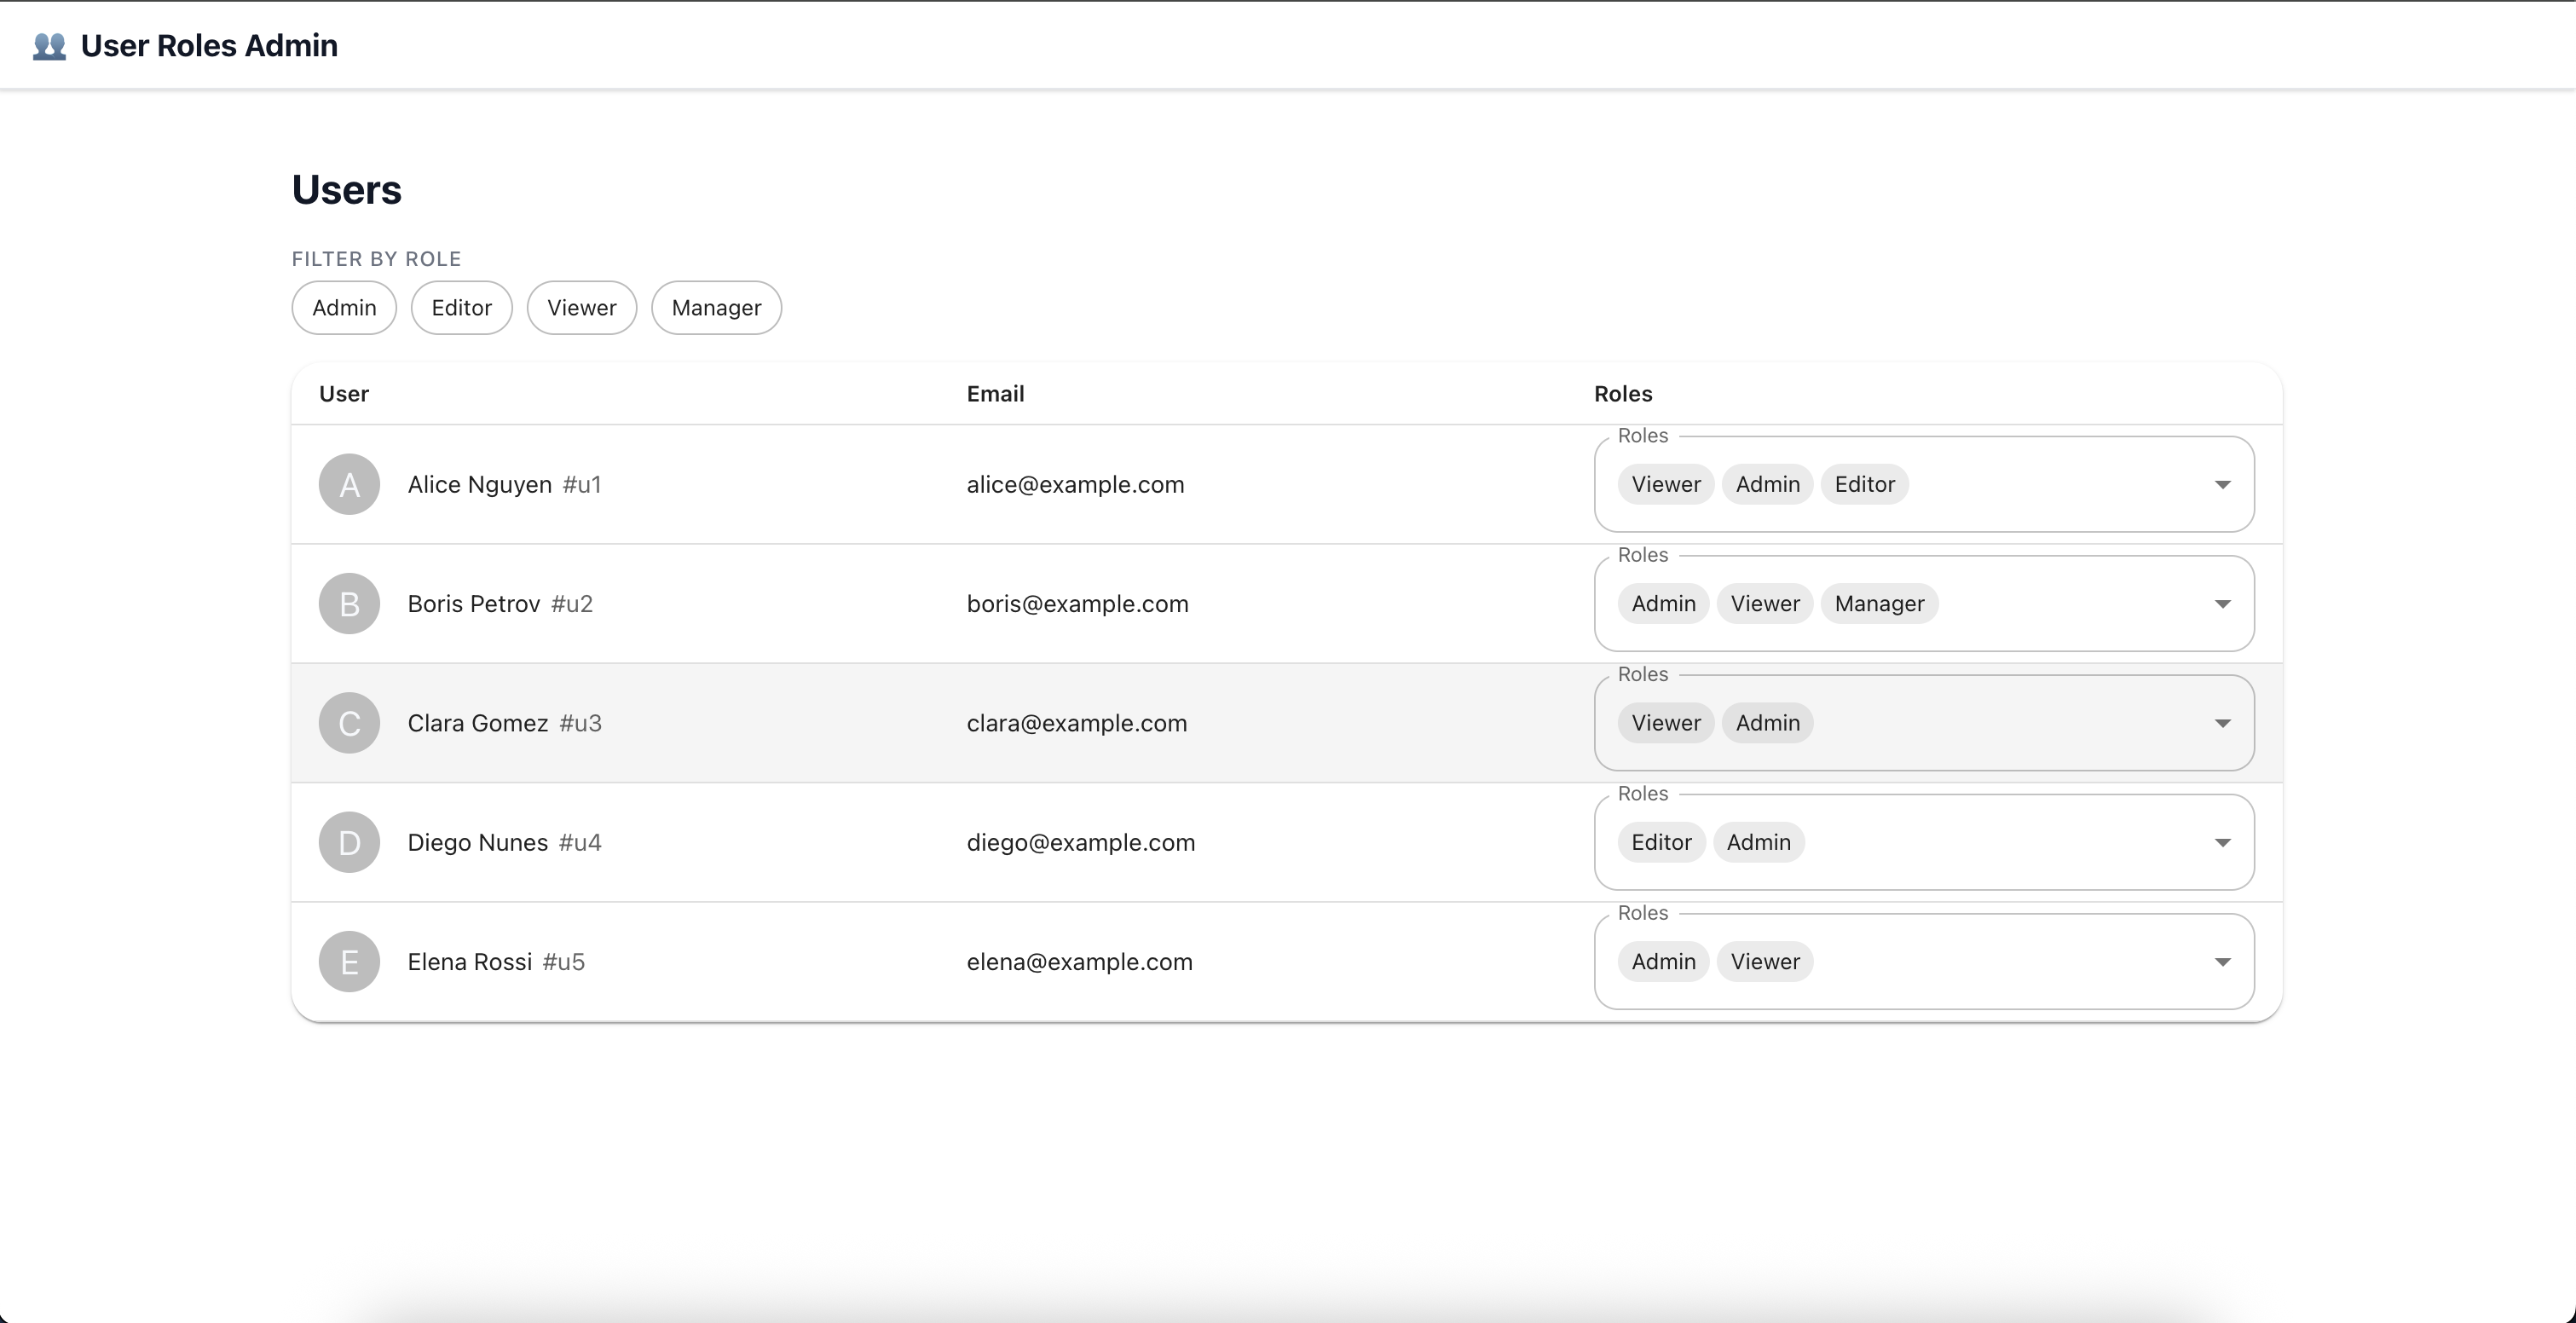 User Roles Admin
Users
FILTER BY ROLE
Admin Editor Viewer Manager
User Email Roles
Roles
A Alice Nguyen #u1 alice@example.com Viewer Admin Editor
Roles
B Boris Petrov #u2 boris@example.com Admin Viewer Manager
Roles
C Clara Gomez #u3 clara@example.com Viewer Admin
Roles
D Diego Nunes #u4 diego@example.com Editor Admin
Roles
E Elena Rossi #u5 elena@example.com Admin Viewer